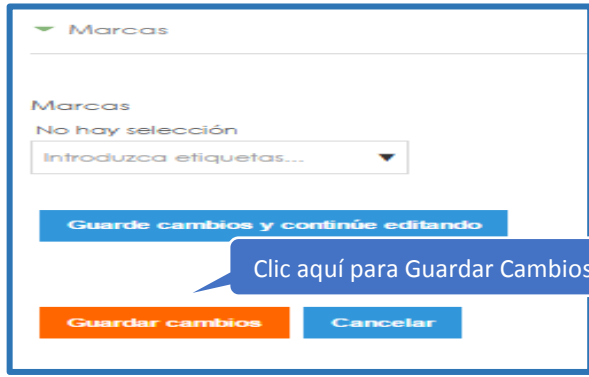 Marcas
Marcas
No hay selección
Introduzca etiquetas...
Guarde cambios y continúe editando
Clic aquí para Guardar Cambios
Guardar cambios
Cancelar